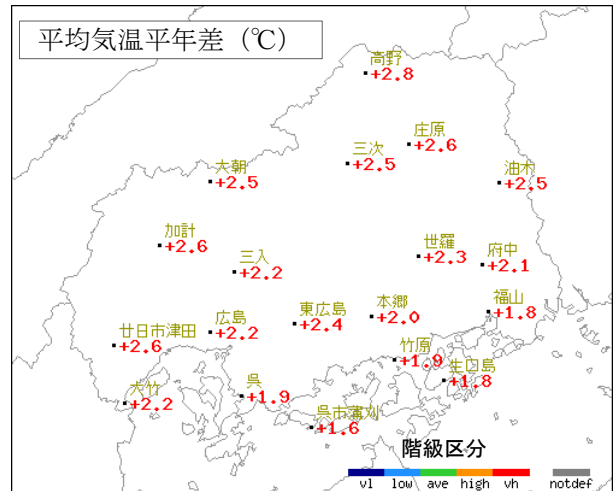 平均気温平年差（℃）
高野
+2.8
庄原
+2.6
三次
+2.5
大朝
+2.5
油木
+2.5
加計
+2.6
三入
+2.2
世羅
+2.3
府中
+2.1
福山
+1.8
東広島
+2.4
本郷
+2.0
広島
+2.2
廿日市津田
+2.6
竹原
+1.9
生口島
+1.8
大竹
+2.2
呉
+1.9
呉市蒲刈
+1.6
階級区分
vl low ave high vh notdef